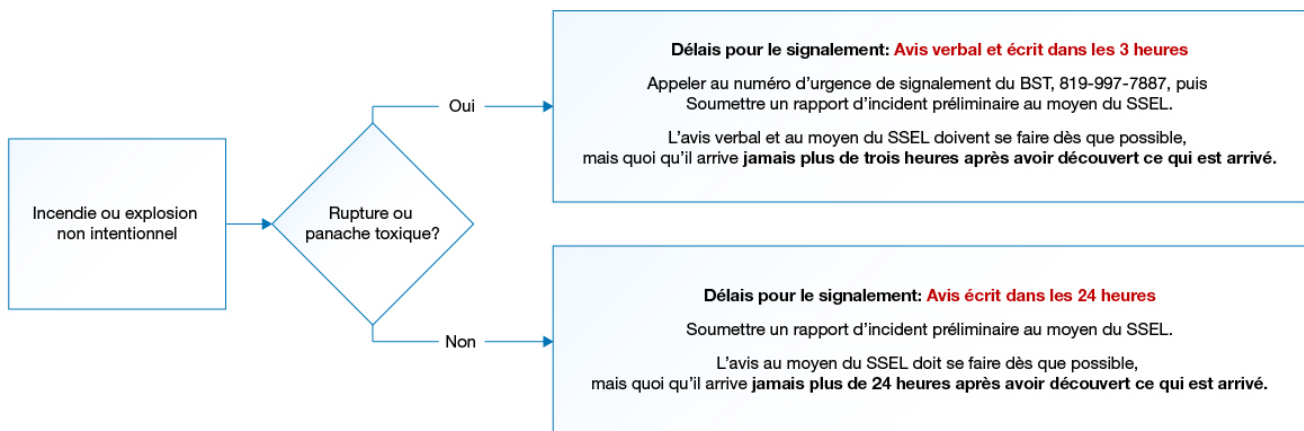 Incendie ou explosion
non intentionnel
Rupture ou
panache toxique?
Oui
Délais pour le signalement: Avis verbal et écrit dans les 3 heures
Appeler au numéro d’urgence de signalement du BST, 819-997-7887, puis
Soumettre un rapport d’incident préliminaire au moyen du SSEL.
L’avis verbal et au moyen du SSEL doivent se faire dès que possible,
mais quoi qu’il arrive jamais plus de trois heures après avoir découvert ce qui est arrivé.
Non
Délais pour le signalement: Avis écrit dans les 24 heures
Soumettre un rapport d’incident préliminaire au moyen du SSEL.
L’avis au moyen du SSEL doit se faire dès que possible,
mais quoi qu’il arrive jamais plus de 24 heures après avoir découvert ce qui est arrivé.